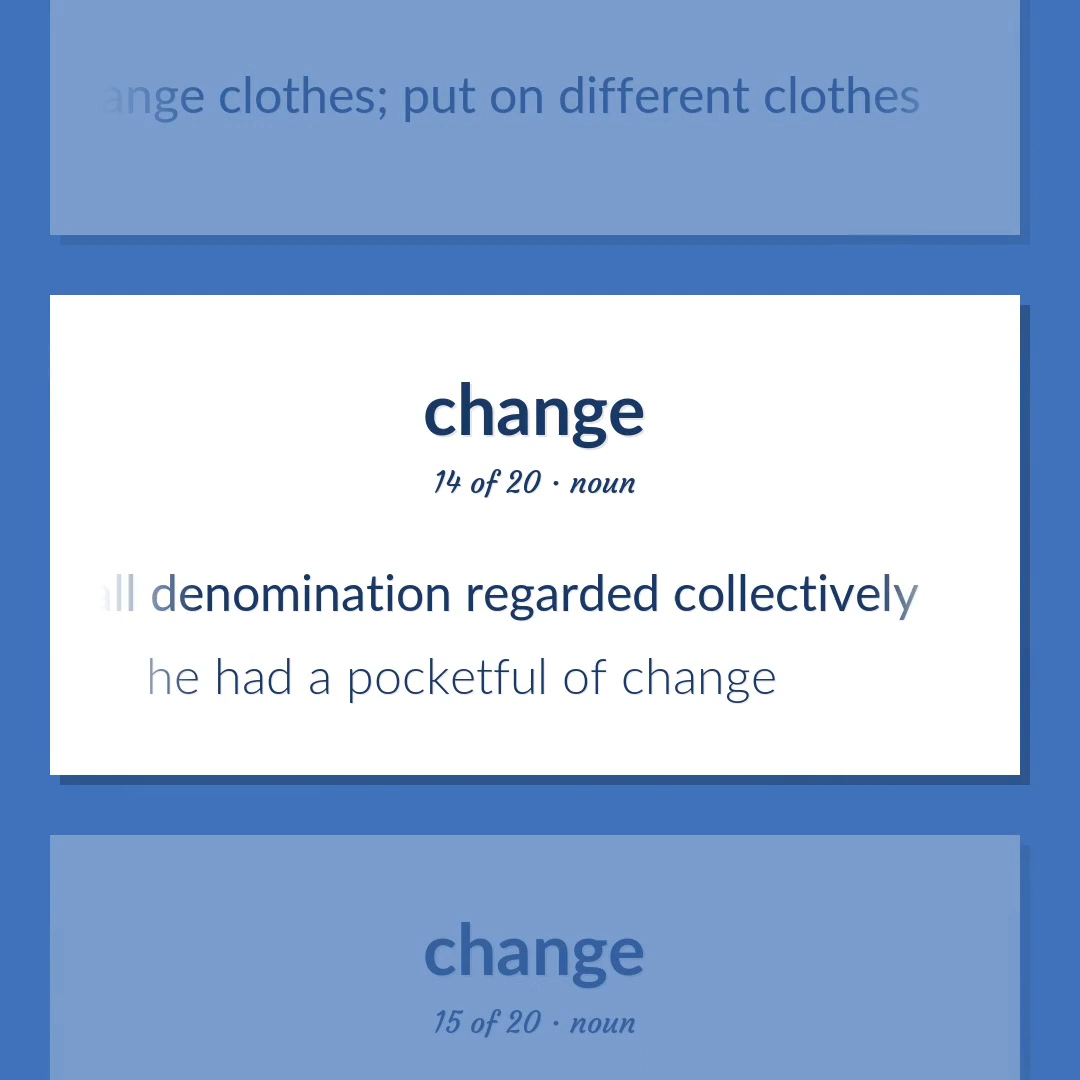 ange clothes; put on different clothes
change
14 of 20 · noun
all denomination regarded collectively
he had a pocketful of change
change
15 of 20 · noun